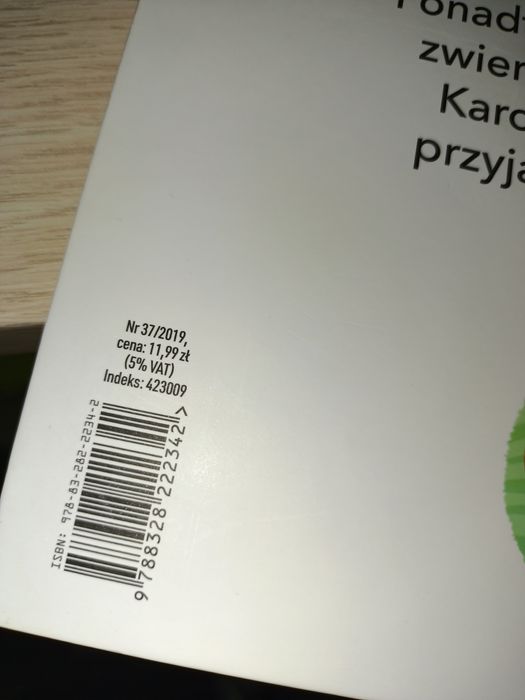 Ponad
zwier
Karo
przyja
Nr 37/2019,
cena: 11,99 zł
(5% VAT)
Indeks: 423009
ISBN: 978-83-282-2234-2
9 788328 222342 >